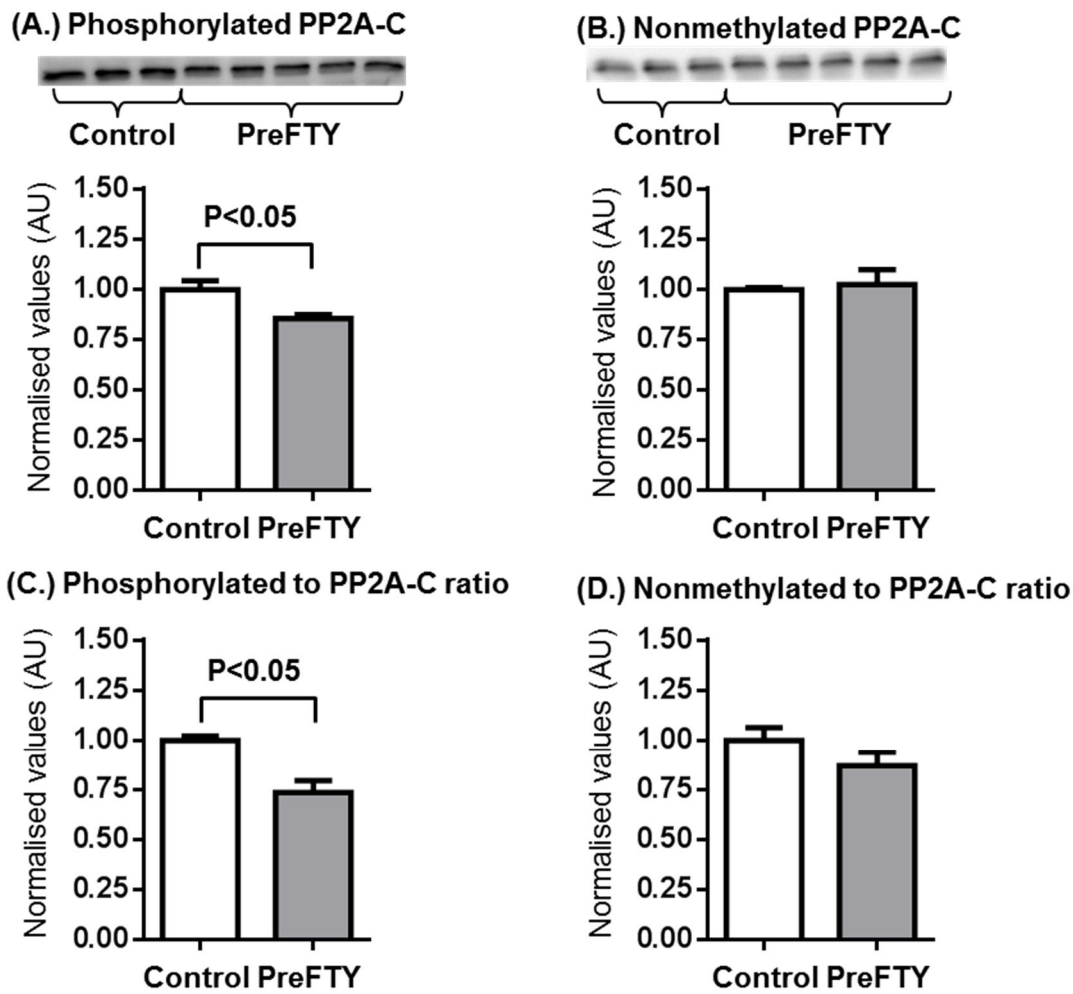 (A.) Phosphorylated PP2A-C
Control PreFTY
Normalised values (AU)
1.50
P<0.05
1.25
1.00
0.75
0.50
0.25
0.00
Control PreFTY
(B.) Nonmethylated PP2A-C
Control PreFTY
Normalised values (AU)
1.50
1.25
1.00
0.75
0.50
0.25
0.00
Control PreFTY
(C.) Phosphorylated to PP2A-C ratio
Normalised values (AU)
1.50
P<0.05
1.25
1.00
0.75
0.50
0.25
0.00
Control PreFTY
(D.) Nonmethylated to PP2A-C ratio
Normalised values (AU)
1.50
1.25
1.00
0.75
0.50
0.25
0.00
Control PreFTY